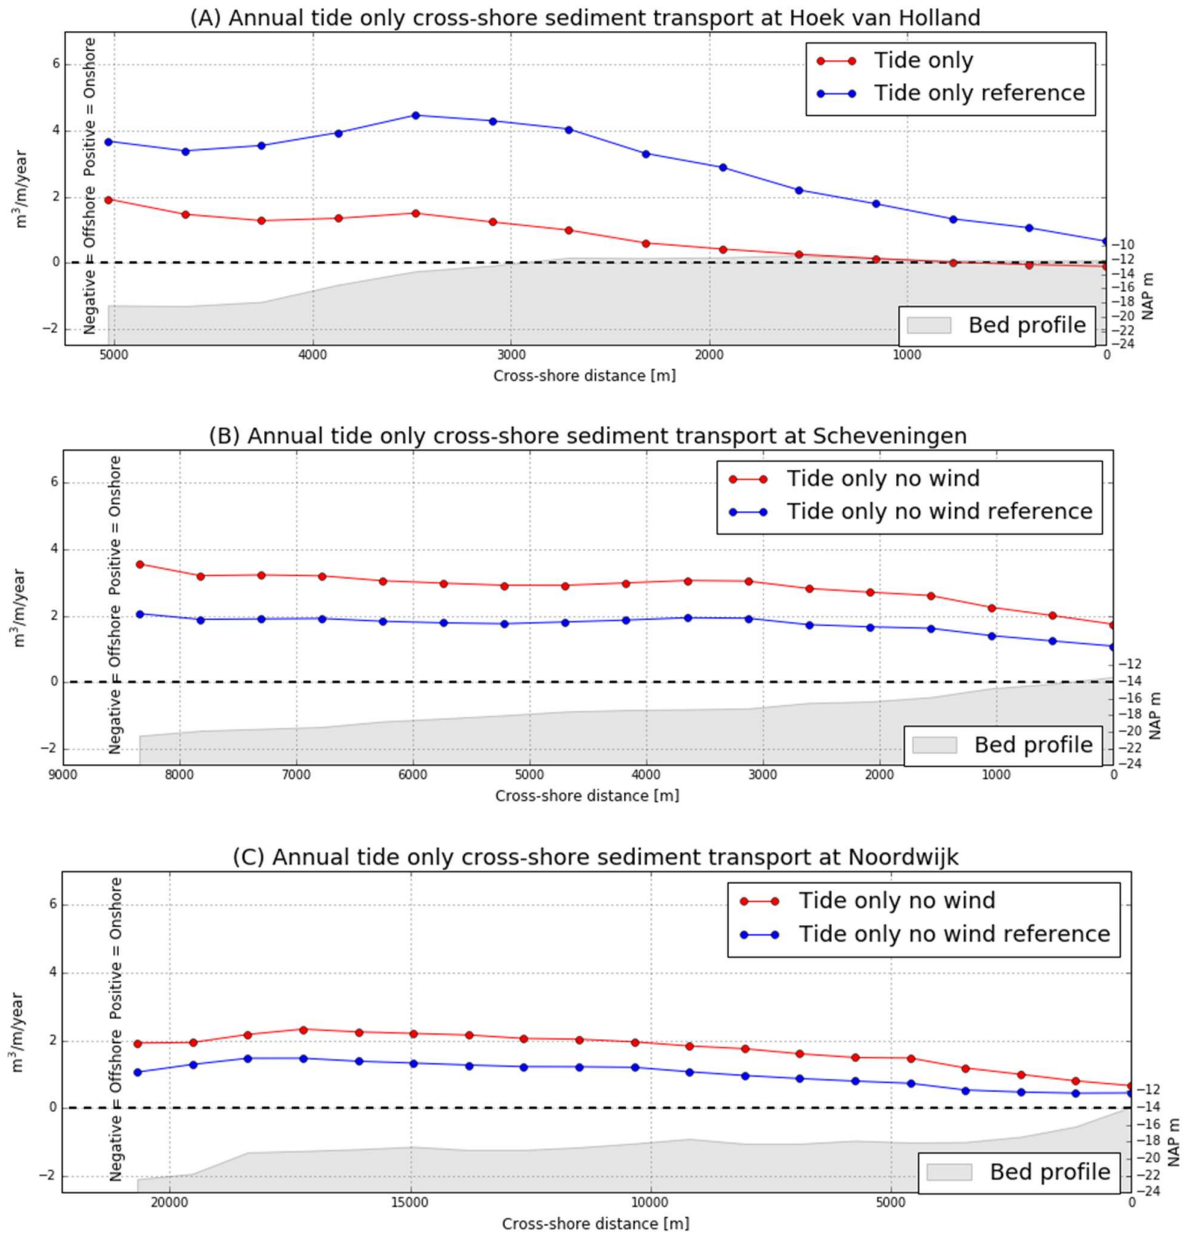 (A) Annual tide only cross-shore sediment transport at Hoek van Holland
Tide only
Tide only reference
Negative = Offshore Positive = Onshore
m³/m/year
6
4
2
0
−2
−10
−12
−14
−16
−18
−20
−22
−24
NAP m
Bed profile
5000 4000 3000 2000 1000 0
Cross-shore distance [m]
(B) Annual tide only cross-shore sediment transport at Scheveningen
Tide only no wind
Tide only no wind reference
Negative = Offshore Positive = Onshore
m³/m/year
6
4
2
0
−2
−12
−14
−16
−18
−20
−22
−24
NAP m
Bed profile
9000 8000 7000 6000 5000 4000 3000 2000 1000 0
Cross-shore distance [m]
(C) Annual tide only cross-shore sediment transport at Noordwijk
Tide only no wind
Tide only no wind reference
Negative = Offshore Positive = Onshore
m³/m/year
6
4
2
0
−2
−12
−14
−16
−18
−20
−22
−24
NAP m
Bed profile
20000 15000 10000 5000 0
Cross-shore distance [m]